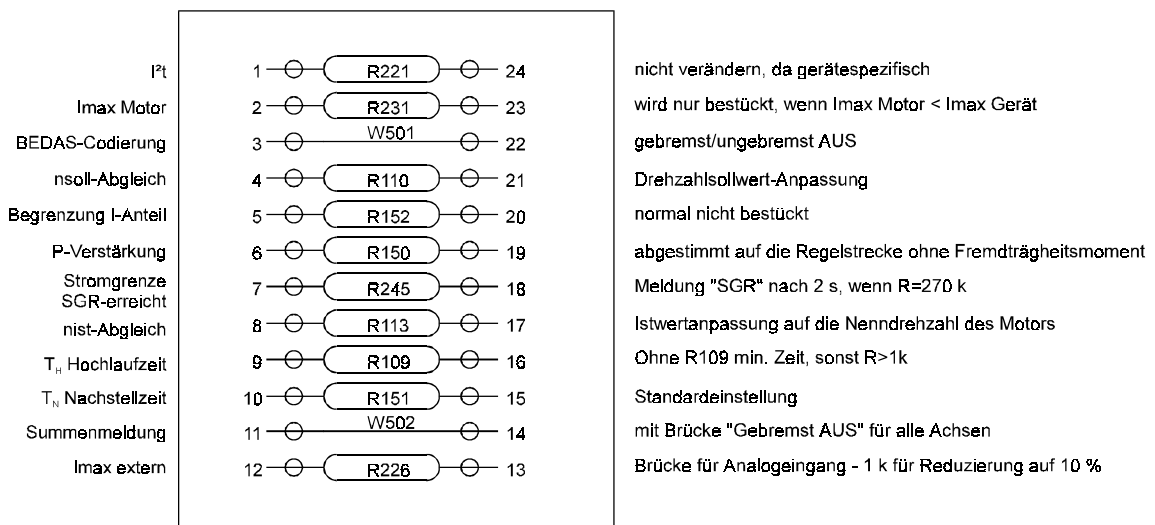 I²t 1 R221 24 nicht verändern, da gerätespezifisch
Imax Motor 2 R231 23 wird nur bestückt, wenn Imax Motor < Imax Gerät
BEDAS-Codierung 3 W501 22 gebremst/ungebremst AUS
nsoll-Abgleich 4 R110 21 Drehzahlsollwert-Anpassung
Begrenzung I-Anteil 5 R152 20 normal nicht bestückt
P-Verstärkung 6 R150 19 abgestimmt auf die Regelstrecke ohne Fremdträgheitsmoment
Stromgrenze
SGR-erreicht 7 R245 18 Meldung "SGR" nach 2 s, wenn R=270 k
nist-Abgleich 8 R113 17 Istwertanpassung auf die Nenndrehzahl des Motors
TH Hochlaufzeit 9 R109 16 Ohne R109 min. Zeit, sonst R>1k
TN Nachstellzeit 10 R151 15 Standardeinstellung
Summenmeldung 11 W502 14 mit Brücke "Gebremst AUS" für alle Achsen
Imax extern 12 R226 13 Brücke für Analogeingang - 1 k für Reduzierung auf 10 %